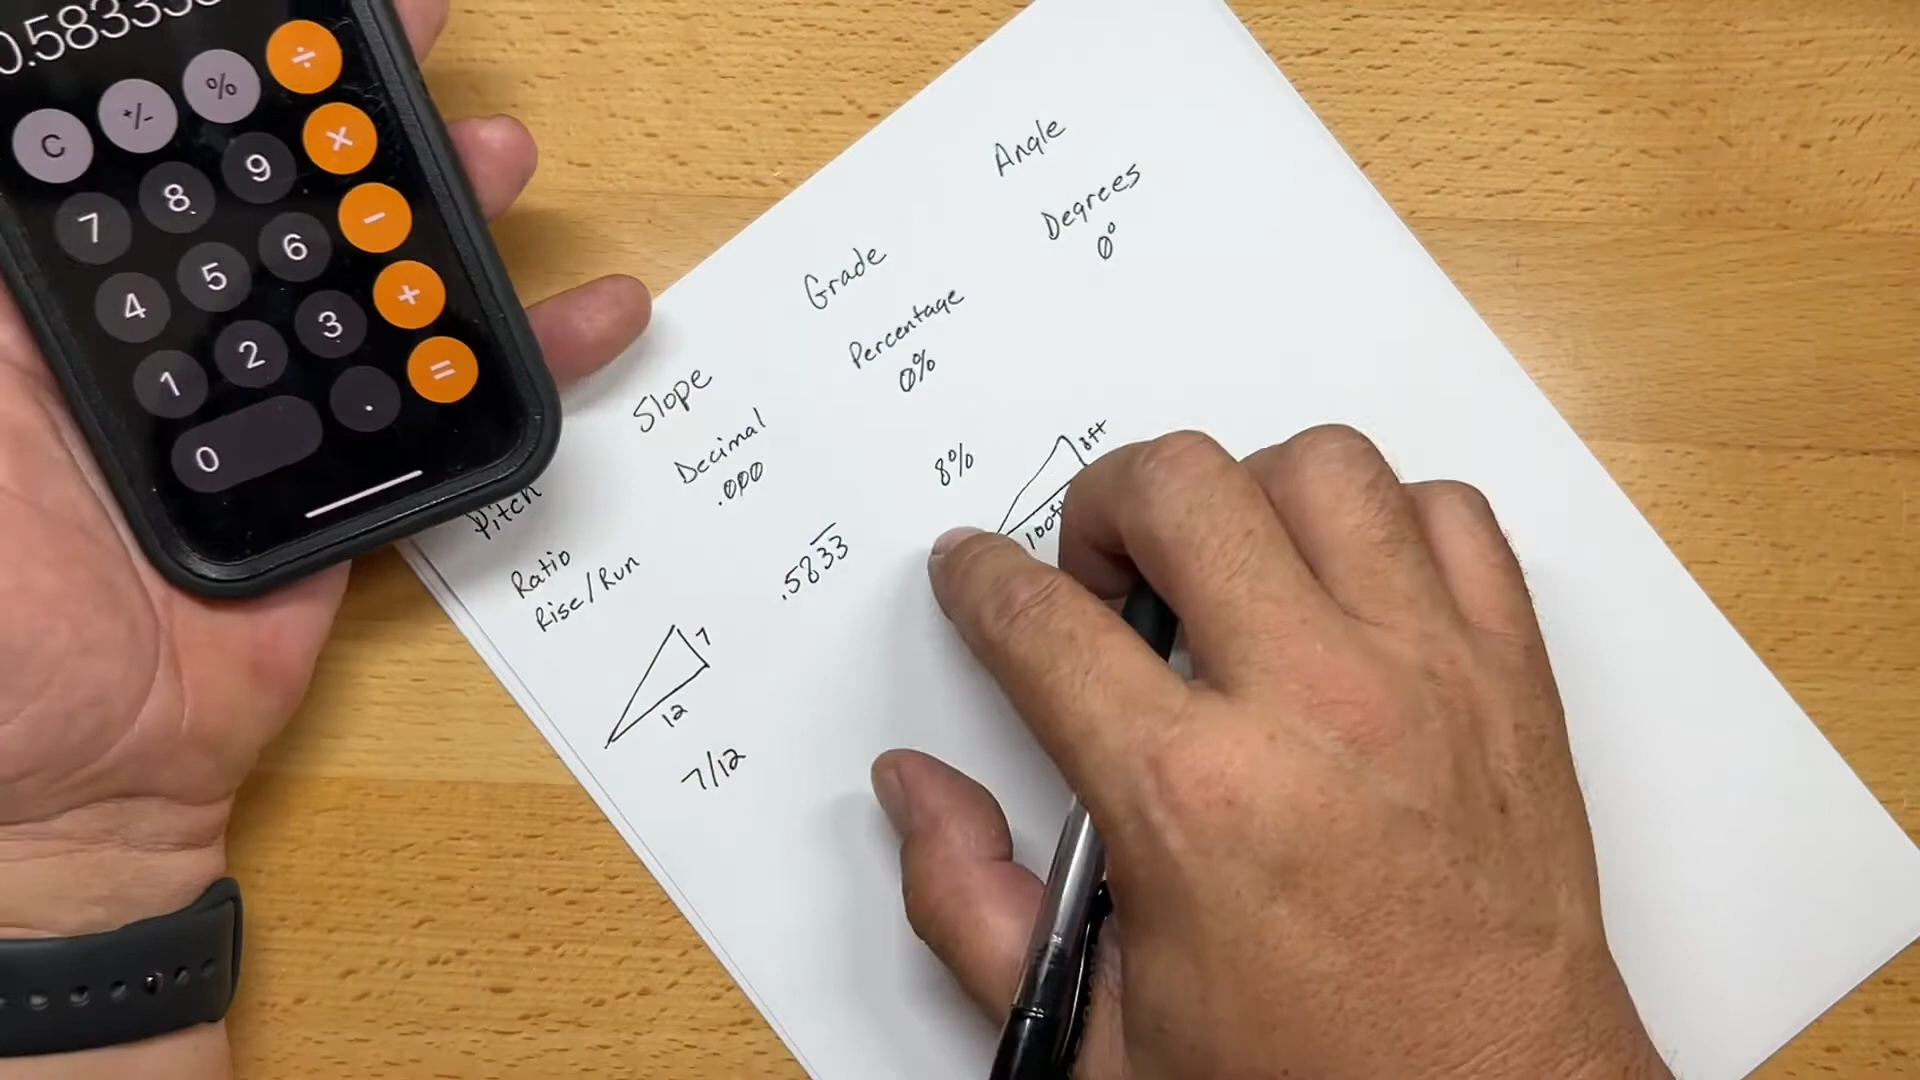 0.58333
C +/- % ÷
7 8 9 ×
4 5 6 −
1 2 3 +
0 . =
Pitch
Ratio
Rise/Run
7
12
7/12
Slope
Decimal
.000
.5833
Grade
Percentage
0%
8%
8ft
Angle
Degrees
0°